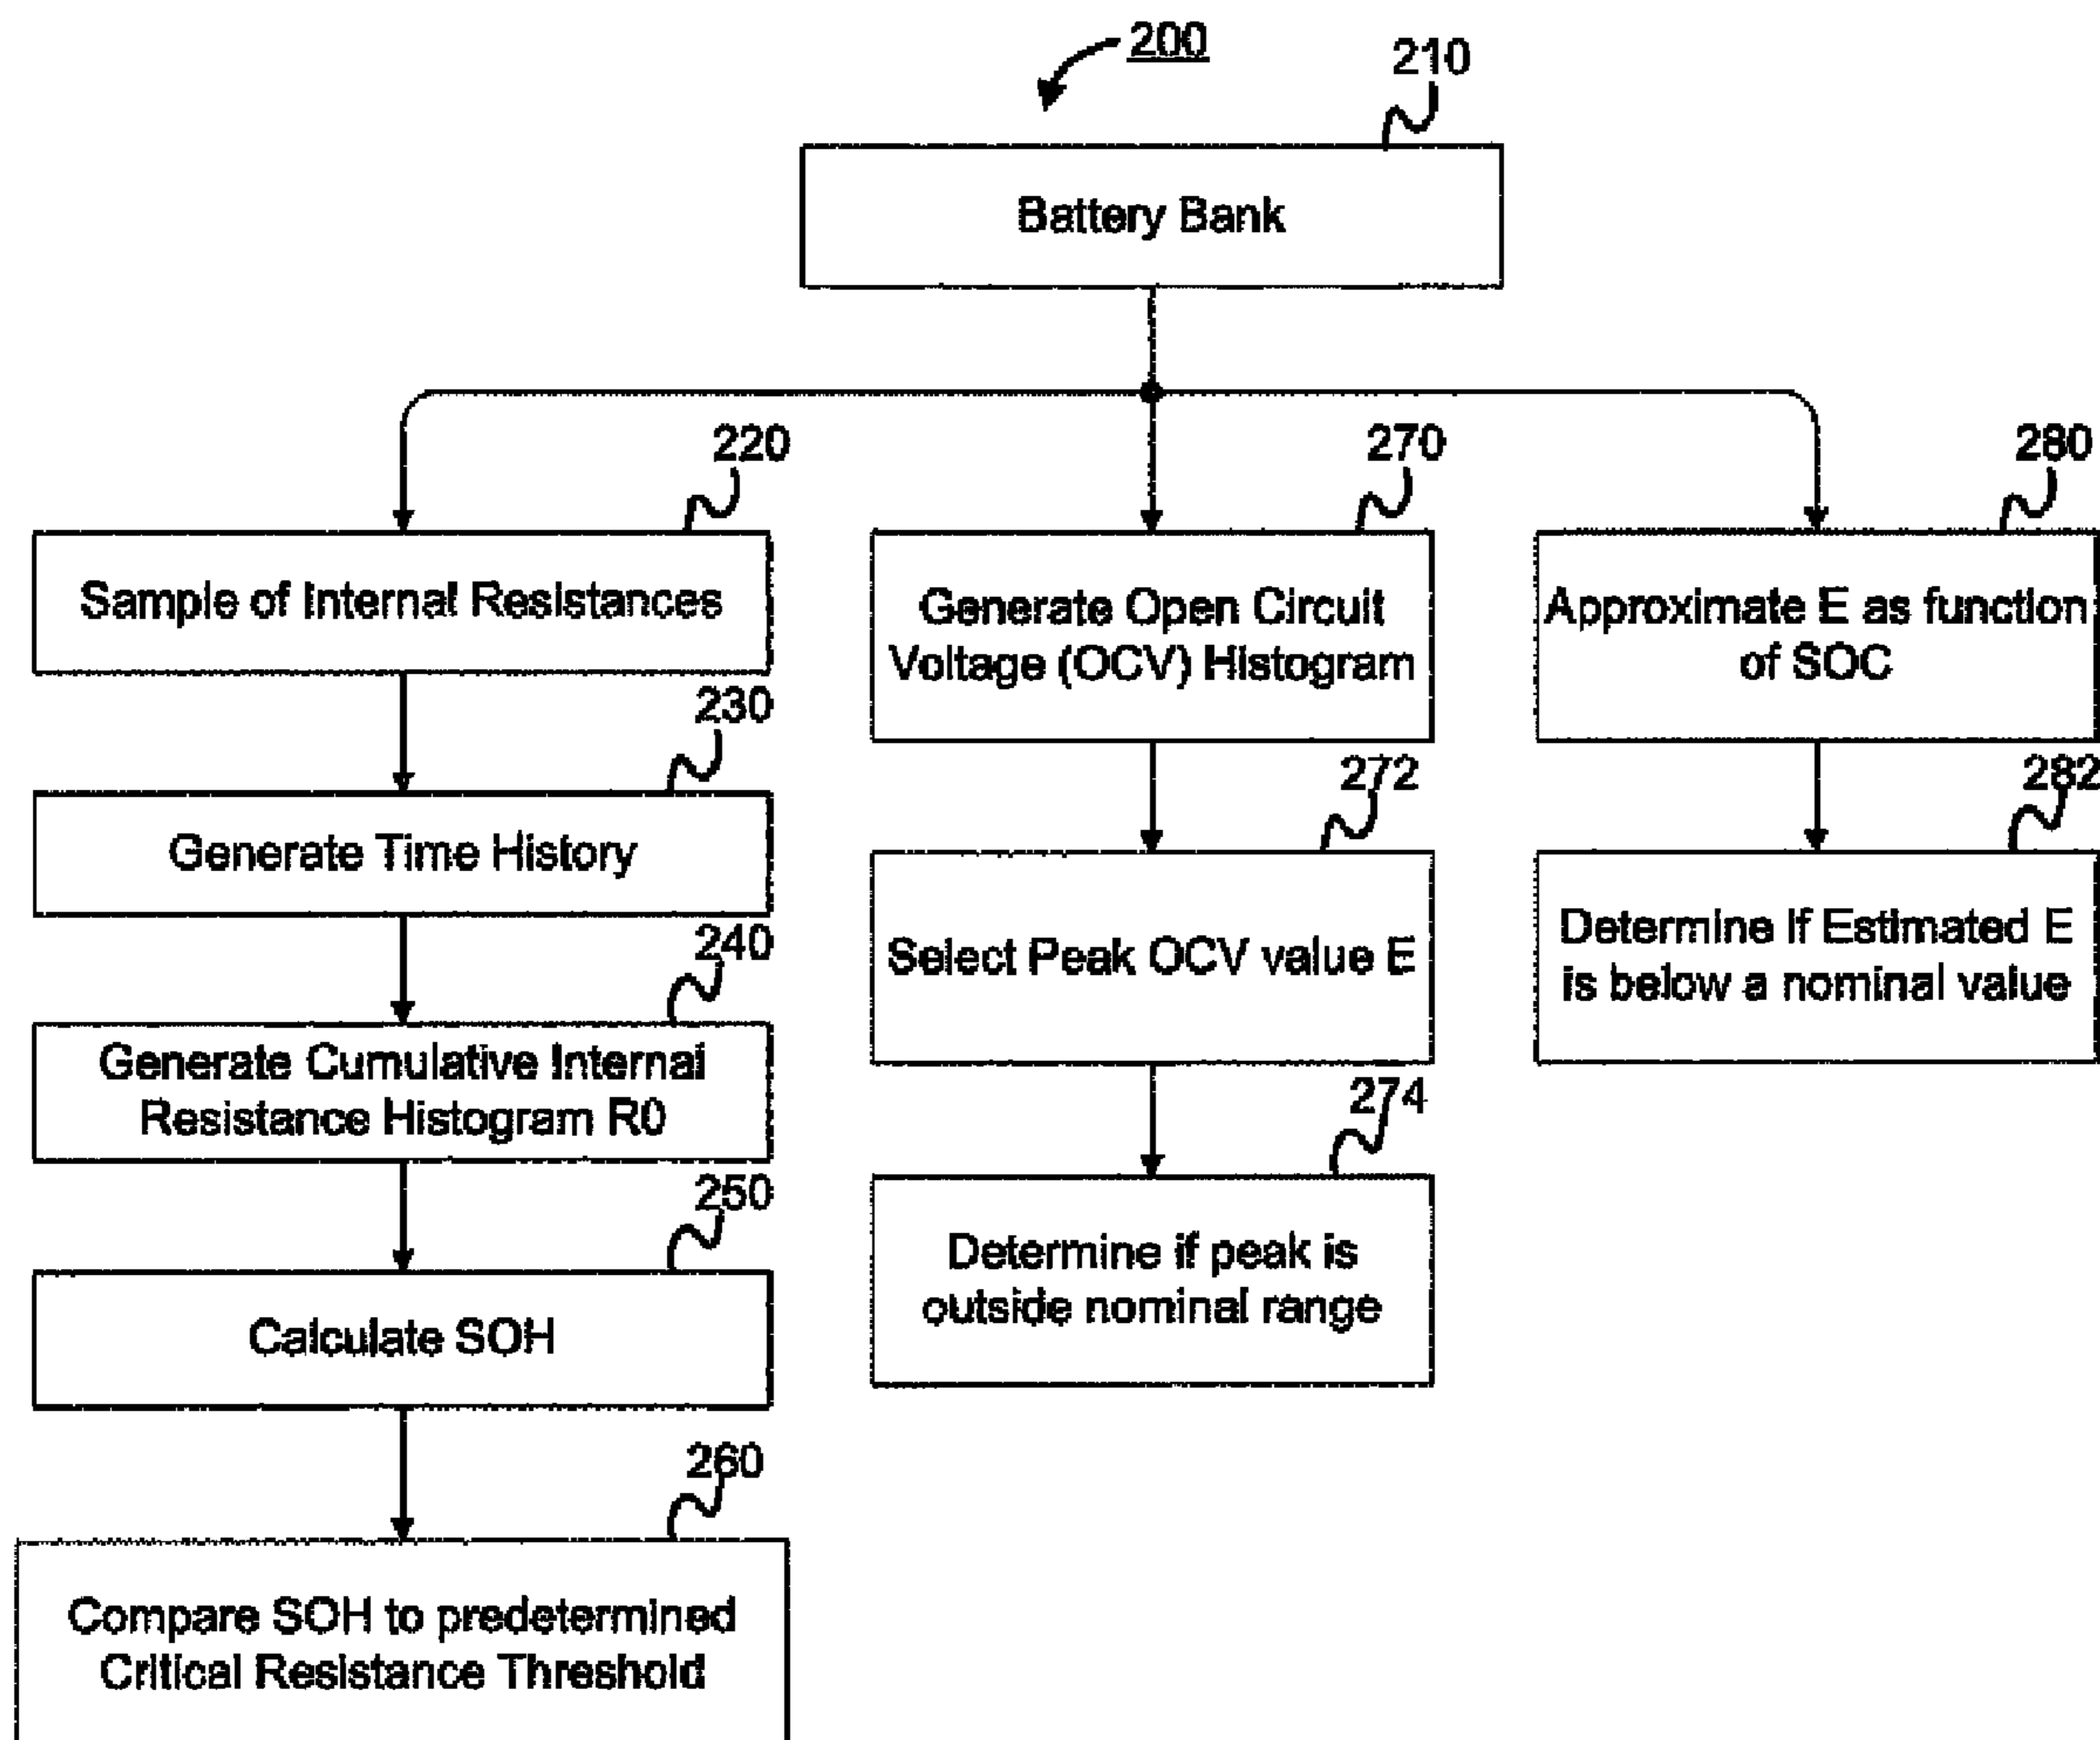 200
210
Battery Bank
220
270
280
Sample of Internal Resistances
Generate Open Circuit
Voltage (OCV) Histogram
Approximate E as function
of SOC
230
272
282
Generate Time History
Select Peak OCV value E
Determine if Estimated E
is below a nominal value
240
274
Generate Cumulative Internal
Resistance Histogram R0
Determine if peak is
outside nominal range
250
Calculate SOH
260
Compare SOH to predetermined
Critical Resistance Threshold